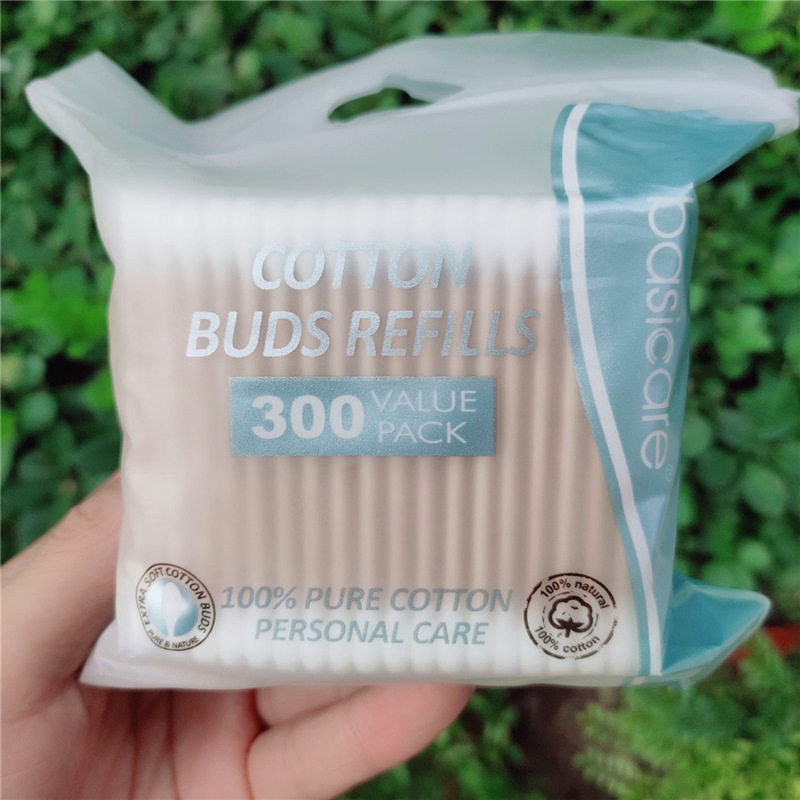 COTTON
BUDS REFILLS
300 VALUE
PACK
basicare®
EXTRA SOFT COTTON BUDS
PURE & NATURE
100% PURE COTTON
PERSONAL CARE
100% natural
100% cotton